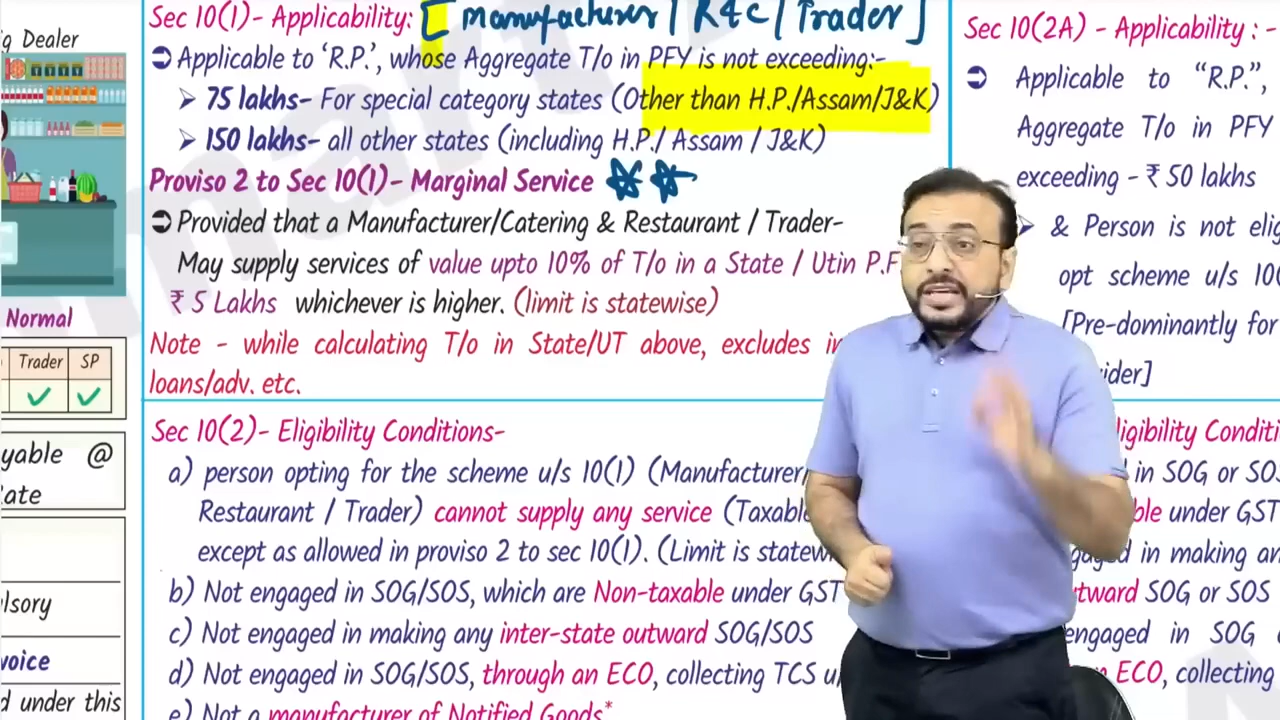 g Dealer
Normal
Trader SP
yable @
ate
lsory
voice
d under this
Sec 10(1)- Applicability: [manufacturer / R&C / Trader]
➲ Applicable to 'R.P.', whose Aggregate T/o in PFY is not exceeding:-
➢ 75 lakhs- For special category states (Other than H.P./Assam/J&K)
➢ 150 lakhs- all other states (including H.P./ Assam / J&K)
Proviso 2 to Sec 10(1)- Marginal Service
➲ Provided that a Manufacturer/Catering & Restaurant / Trader-
May supply services of value upto 10% of T/o in a State / Utin P.F
₹ 5 Lakhs whichever is higher. (limit is statewise)
Note - while calculating T/o in State/UT above, excludes in
loans/adv. etc.
Sec 10(2)- Eligibility Conditions-
a) person opting for the scheme u/s 10(1) (Manufacturer/
Restaurant / Trader) cannot supply any service (Taxable
except as allowed in proviso 2 to sec 10(1). (Limit is statew
b) Not engaged in SOG/SOS, which are Non-taxable under GST
c) Not engaged in making any inter-state outward SOG/SOS
d) Not engaged in SOG/SOS, through an ECO, collecting TCS u/
e) Not a manufacturer of Notified Goods*
Sec 10(2A) - Applicability : -
➲ Applicable to "R.P.",
Aggregate T/o in PFY
exceeding - ₹ 50 lakhs
➢ & Person is not elig
opt scheme u/s 10(
[Pre-dominantly for
vider]
ligibility Conditi
in SOG or SOS
ble under GST
gaged in making an
utward SOG or SOS
engaged in SOG
n ECO, collecting